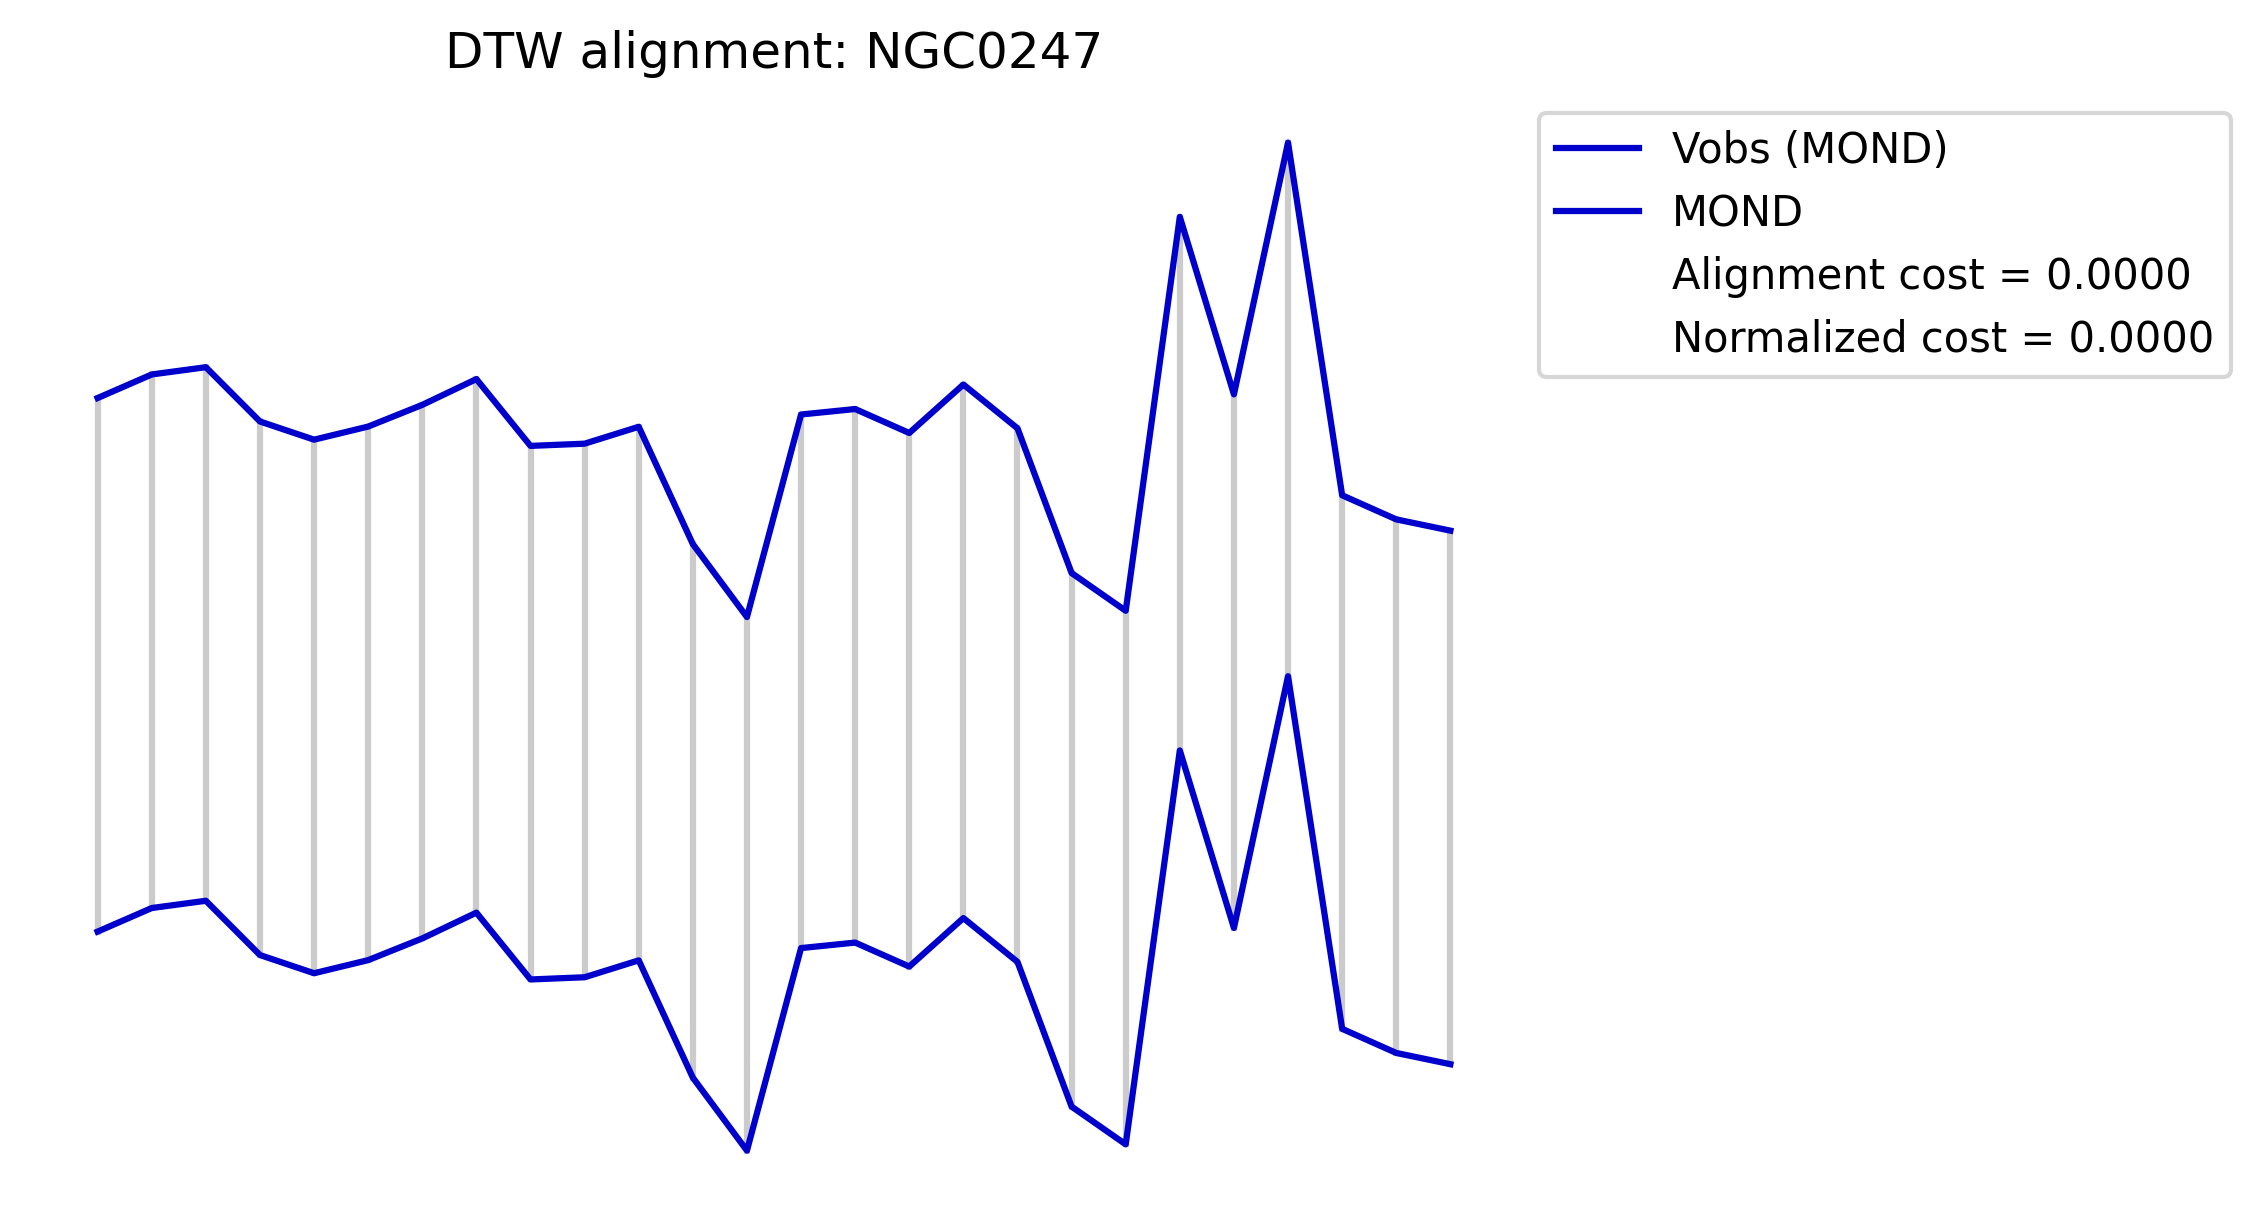 DTW alignment: NGC0247
Vobs (MOND)
MOND
Alignment cost = 0.0000
Normalized cost = 0.0000